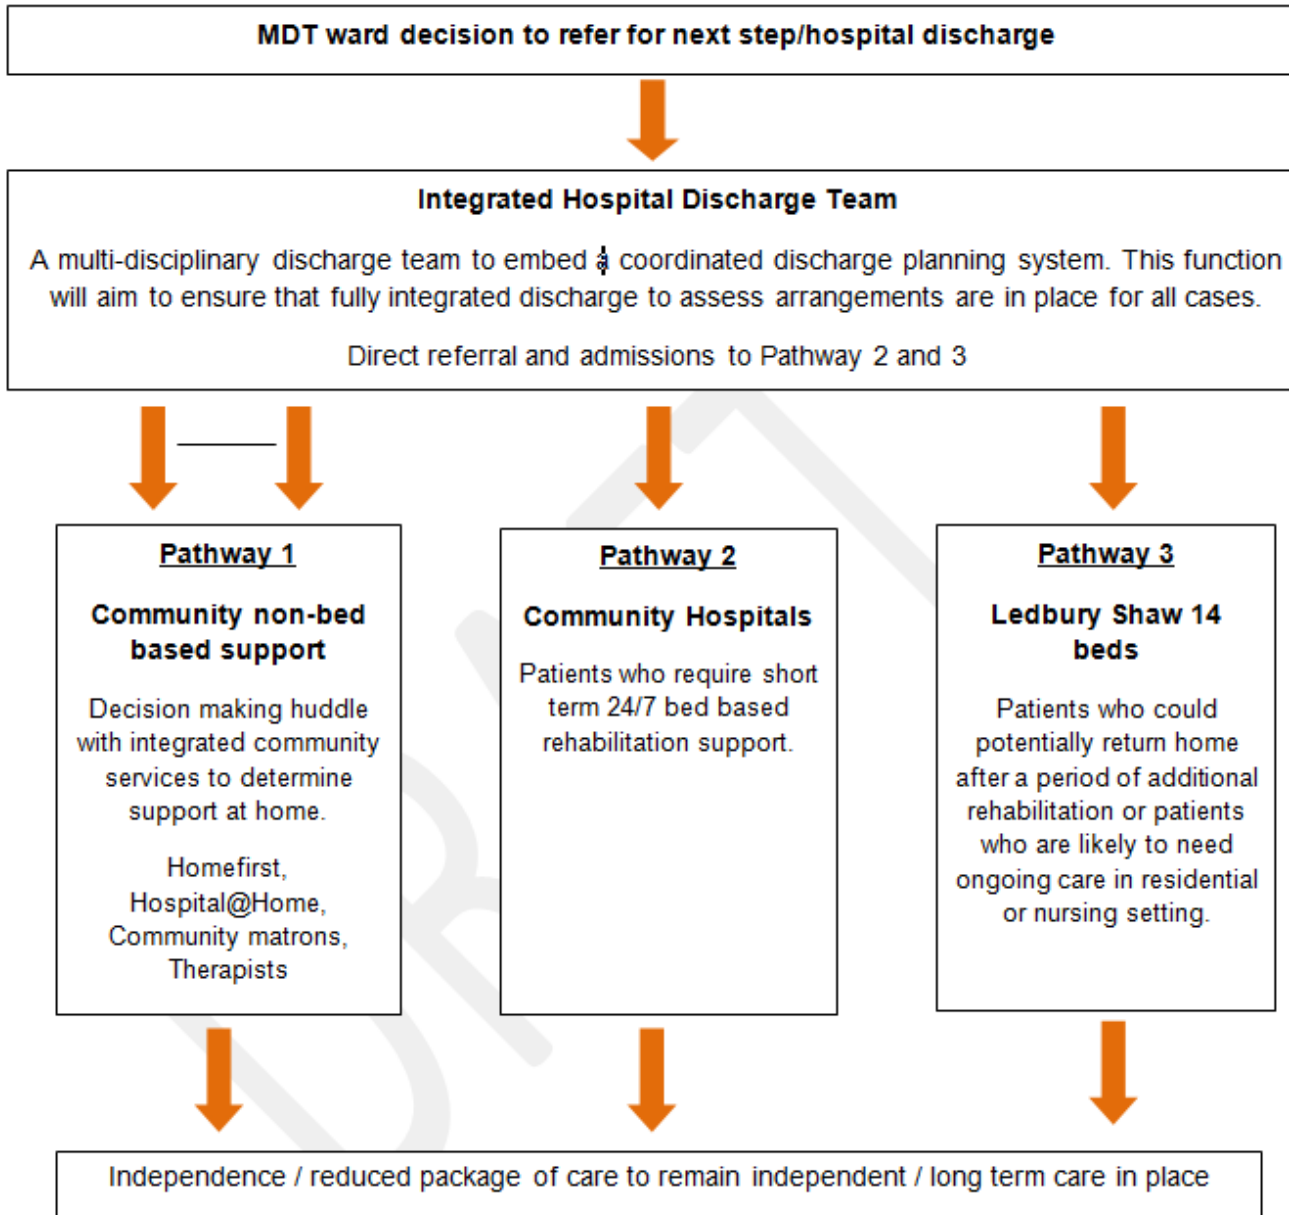 MDT ward decision to refer for next step/hospital discharge
Integrated Hospital Discharge Team
A multi-disciplinary discharge team to embed a coordinated discharge planning system. This function
will aim to ensure that fully integrated discharge to assess arrangements are in place for all cases.
Direct referral and admissions to Pathway 2 and 3
Pathway 1
Community non-bed
based support
Decision making huddle
with integrated community
services to determine
support at home.
Homefirst,
Hospital@Home,
Community matrons,
Therapists
Pathway 2
Community Hospitals
Patients who require short
term 24/7 bed based
rehabilitation support.
Pathway 3
Ledbury Shaw 14
beds
Patients who could
potentially return home
after a period of additional
rehabilitation or patients
who are likely to need
ongoing care in residential
or nursing setting.
Independence / reduced package of care to remain independent / long term care in place
DRAFT